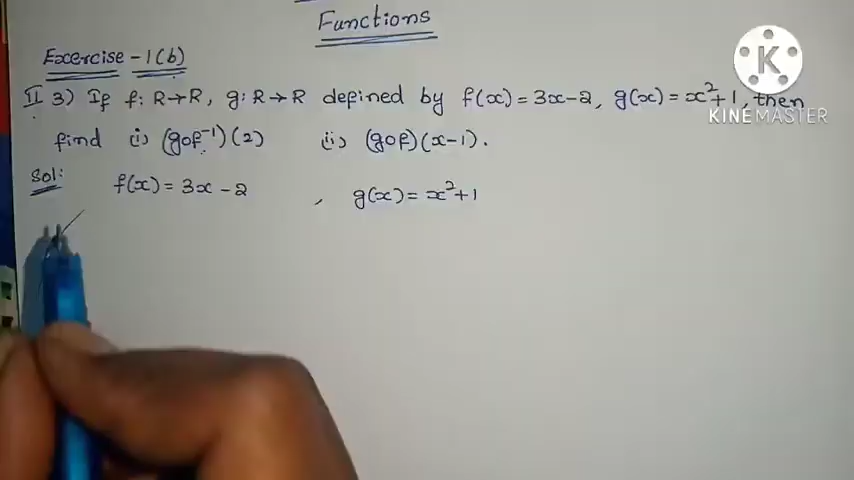 Functions
Excercise - 1(b)
II 3) If f: R→R, g: R→R defined by f(x) = 3x-2, g(x) = x²+1, then
find (i) (gof⁻¹)(2) (ii) (gof)(x-1).
Sol: f(x) = 3x - 2 , g(x) = x²+1
K
KINEMASTER